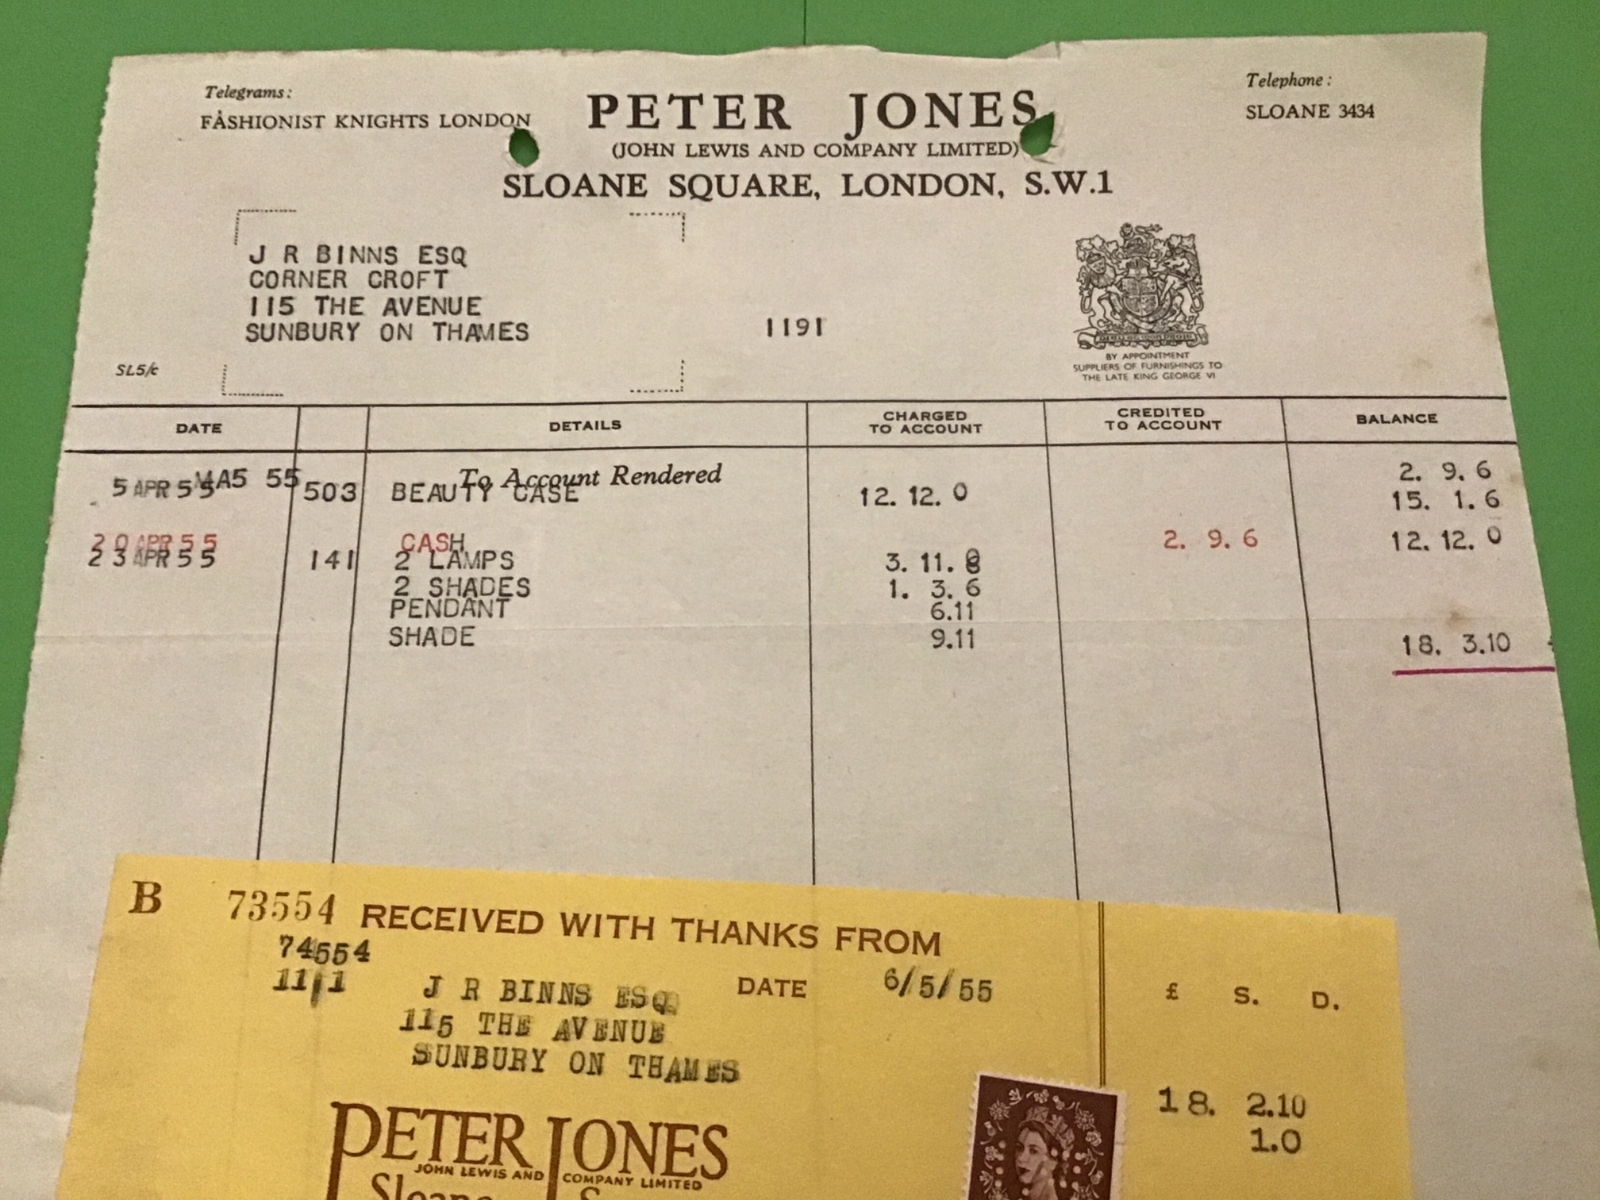 Telegrams:
FASHIONIST KNIGHTS LONDON
PETER JONES
(JOHN LEWIS AND COMPANY LIMITED)
SLOANE SQUARE, LONDON, S.W.1
Telephone:
SLOANE 3434
J R BINNS ESQ
CORNER CROFT
115 THE AVENUE
SUNBURY ON THAMES
1191
BY APPOINTMENT
SUPPLIERS OF FURNISHINGS TO
THE LATE KING GEORGE VI
SL5/c
DATE DETAILS CHARGED TO ACCOUNT CREDITED TO ACCOUNT BALANCE
55 To Account Rendered 2. 9. 6
5 APR 55 503 BEAUTY CASE 12. 12. 0 15. 1. 6
20 APR 55 CASH 2. 9. 6 12. 12. 0
23 APR 55 141 2 LAMPS 3. 11.
2 SHADES 1. 3. 6
PENDANT 6.11
SHADE 9.11 18. 3.10
B 73554 RECEIVED WITH THANKS FROM
74554
J R BINNS ESQ DATE 6/5/55 £ S. D.
115 THE AVENUE
SUNBURY ON THAMES
18. 2.10
1.0
PETER JONES
JOHN LEWIS AND COMPANY LIMITED
Sloane